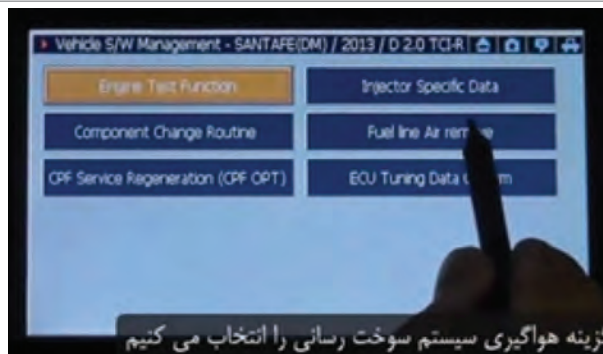 Vehicle S/W Management - SANTAFE(DM) / 2013 / D 2.0 TCI-R
Engine Test Function
Injector Specific Data
Component Change Routine
Fuel line Air
CPF Service Regeneration (CPF OPT)
ECU Tuning Data
زینه هواگیری سیستم سوخت رسانی را انتخاب می کنیم